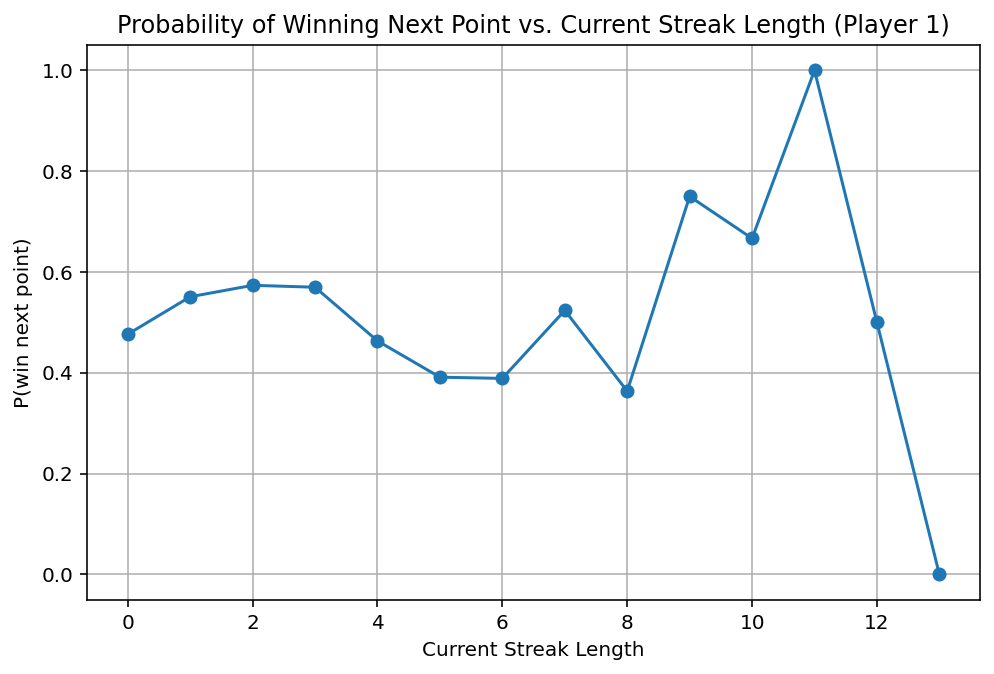 Probability of Winning Next Point vs. Current Streak Length (Player 1)
P(win next point)
1.0
0.8
0.6
0.4
0.2
0.0
0 2 4 6 8 10 12
Current Streak Length